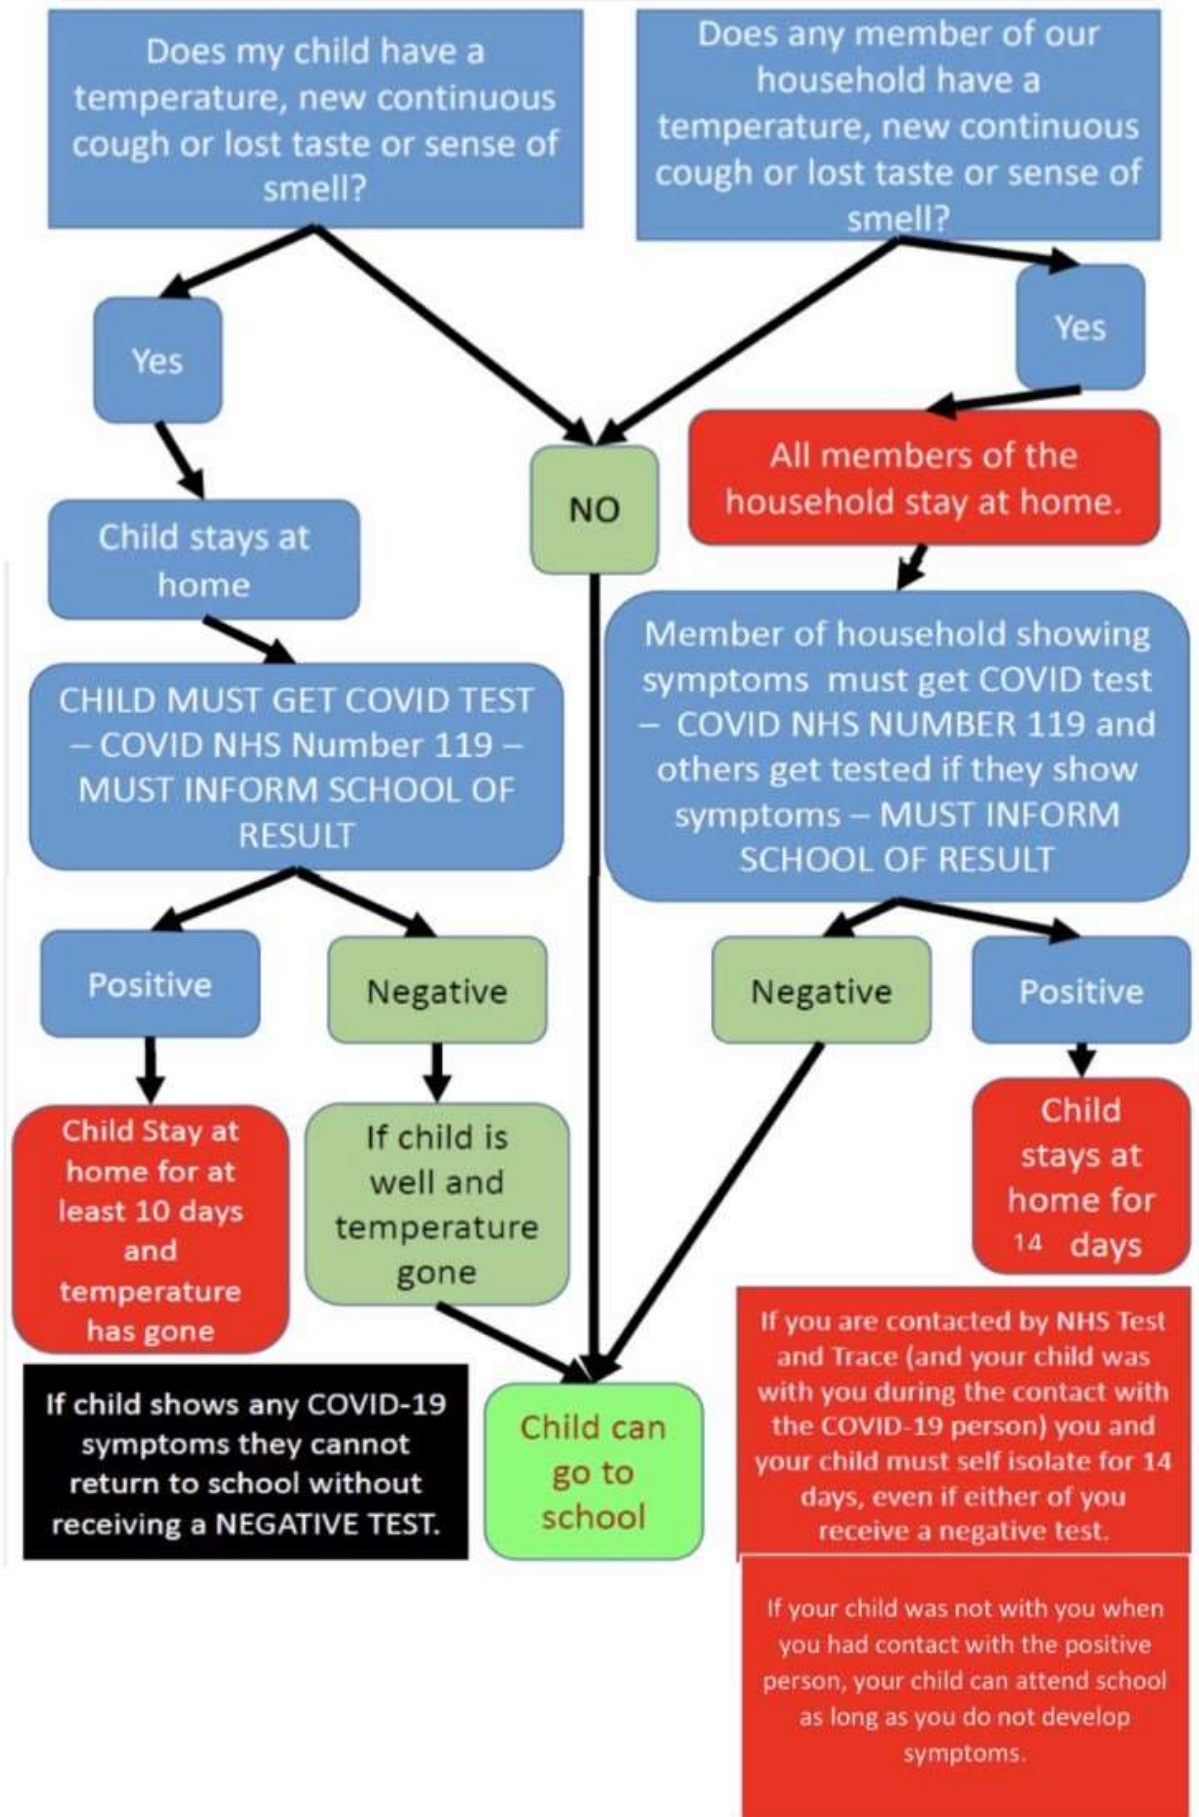 Does my child have a
temperature, new continuous
cough or lost taste or sense of
smell?
Does any member of our
household have a
temperature, new continuous
cough or lost taste or sense of
smell?
Yes
Yes
NO
All members of the
household stay at home.
Child stays at
home
Member of household showing
symptoms must get COVID test
– COVID NHS NUMBER 119 and
others get tested if they show
symptoms – MUST INFORM
SCHOOL OF RESULT
CHILD MUST GET COVID TEST
– COVID NHS Number 119 –
MUST INFORM SCHOOL OF
RESULT
Positive
Negative
Negative
Positive
Child Stay at
home for at
least 10 days
and
temperature
has gone
If child is
well and
temperature
gone
Child
stays at
home for
14 days
If child shows any COVID-19
symptoms they cannot
return to school without
receiving a NEGATIVE TEST.
Child can
go to
school
If you are contacted by NHS Test
and Trace (and your child was
with you during the contact with
the COVID-19 person) you and
your child must self isolate for 14
days, even if either of you
receive a negative test.
If your child was not with you when
you had contact with the positive
person, your child can attend school
as long as you do not develop
symptoms.